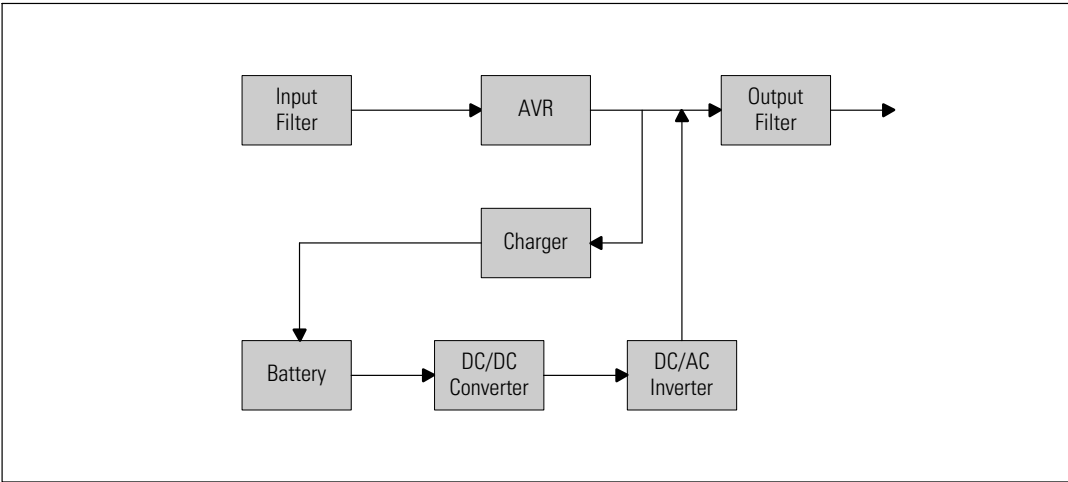 Input
Filter
AVR
Output
Filter
Charger
Battery
DC/DC
Converter
DC/AC
Inverter